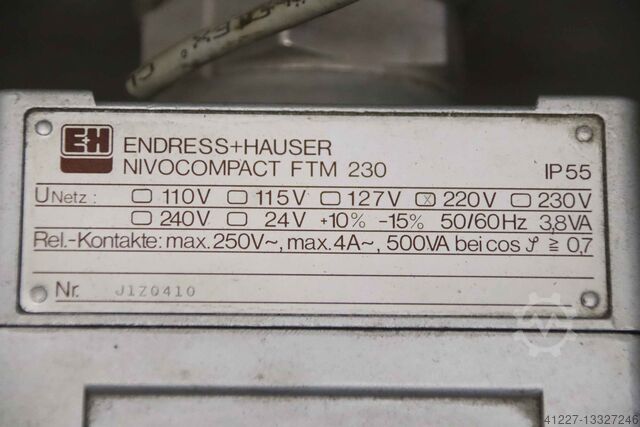 EH ENDRESS+HAUSER
NIVOCOMPACT FTM 230 IP55
UNetz: ☐ 110V ☐ 115V ☐ 127V ☒ 220V ☐ 230V
☐ 240V ☐ 24V +10% -15% 50/60Hz 3,8VA
Rel.-Kontakte: max.250V~, max.4A~, 500VA bei cos φ ≧ 0,7
Nr. J1Z0410
41227-13327246